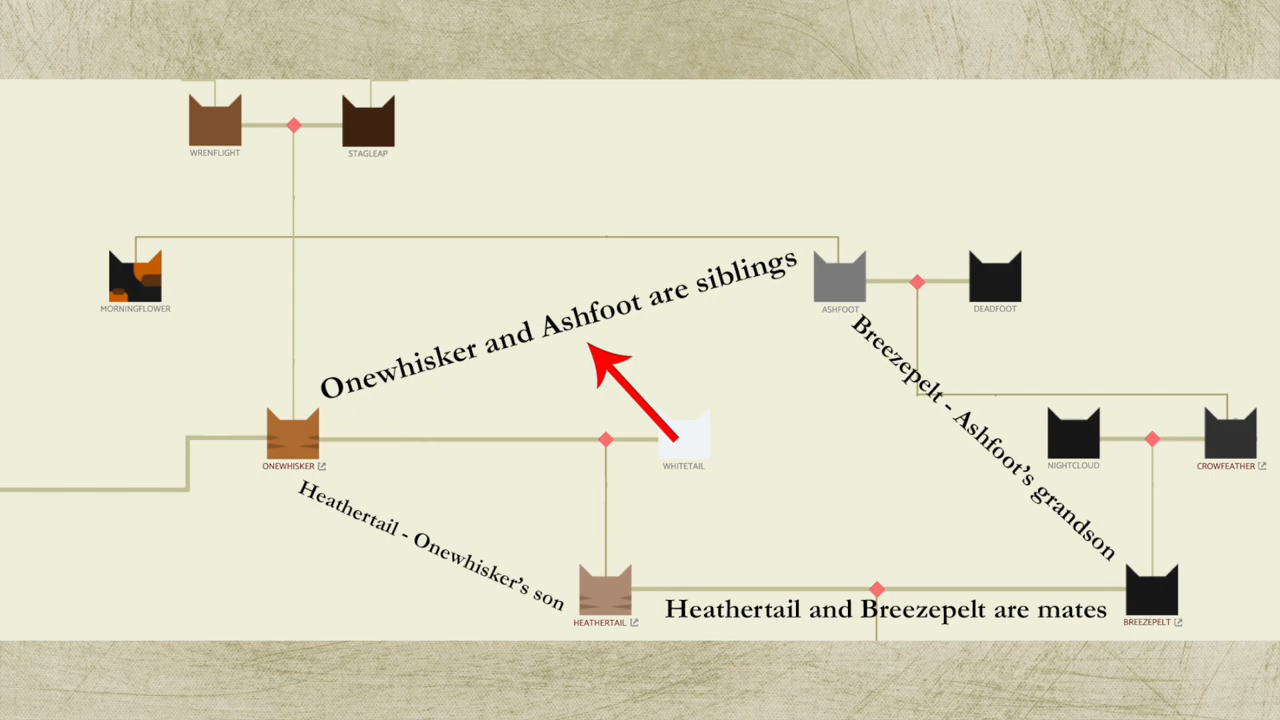 WRENFLIGHT
STAGLEAP
MORNINGFLOWER
ASHFOOT
DEADFOOT
Onewhisker and Ashfoot are siblings
Breezepelt - Ashfoot's grandson
ONEWHISKER
WHITETAIL
NIGHTCLOUD
CROWFEATHER
Heathertail - Onewhisker's son
Heathertail and Breezepelt are mates
HEATHERTAIL
BREEZEPELT